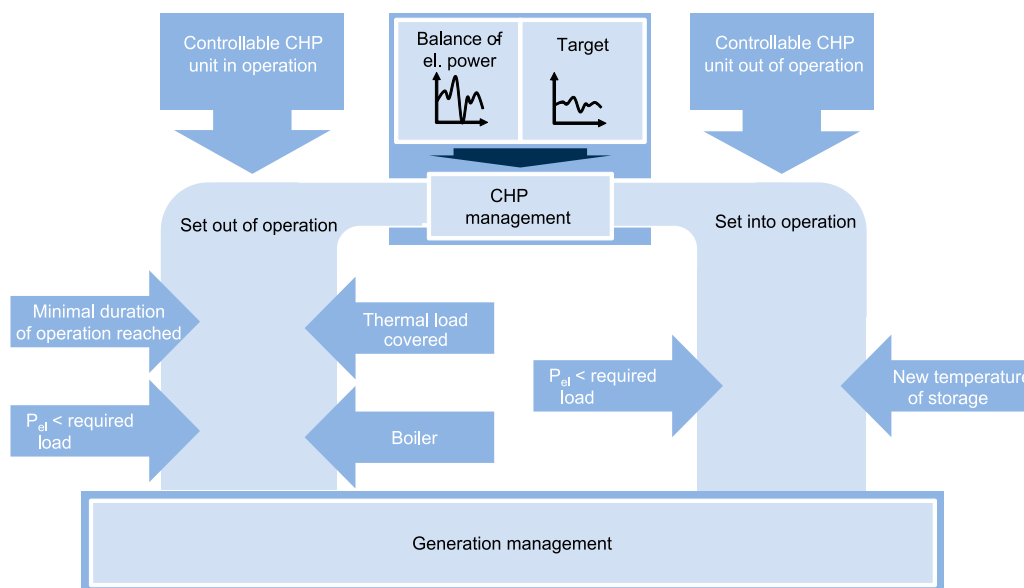 Controllable CHP
unit in operation
Balance of
el. power
Target
Controllable CHP
unit out of operation
CHP
management
Set out of operation
Set into operation
Minimal duration
of operation reached
Thermal load
covered
P_el < required
load
New temperature
of storage
P_el < required
load
Boiler
Generation management